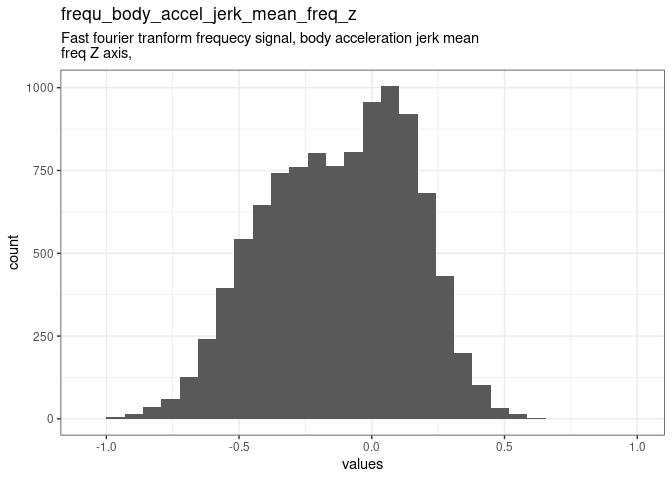 frequ_body_accel_jerk_mean_freq_z
Fast fourier tranform frequecy signal, body acceleration jerk mean
freq Z axis,
1000
750
500
250
0
count
-1.0
-0.5
0.0
0.5
1.0
values